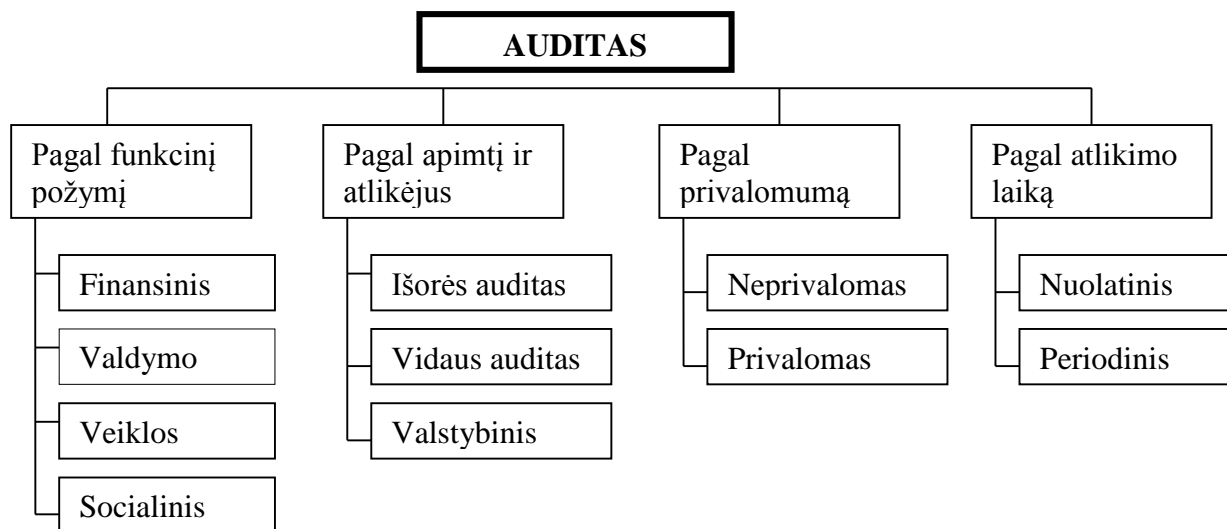 AUDITAS
Pagal funkcinį
požymį
Finansinis
Valdymo
Veiklos
Socialinis
Pagal apimtį ir
atlikėjus
Išorės auditas
Vidaus auditas
Valstybinis
Pagal
privalomumą
Neprivalomas
Privalomas
Pagal atlikimo
laiką
Nuolatinis
Periodinis